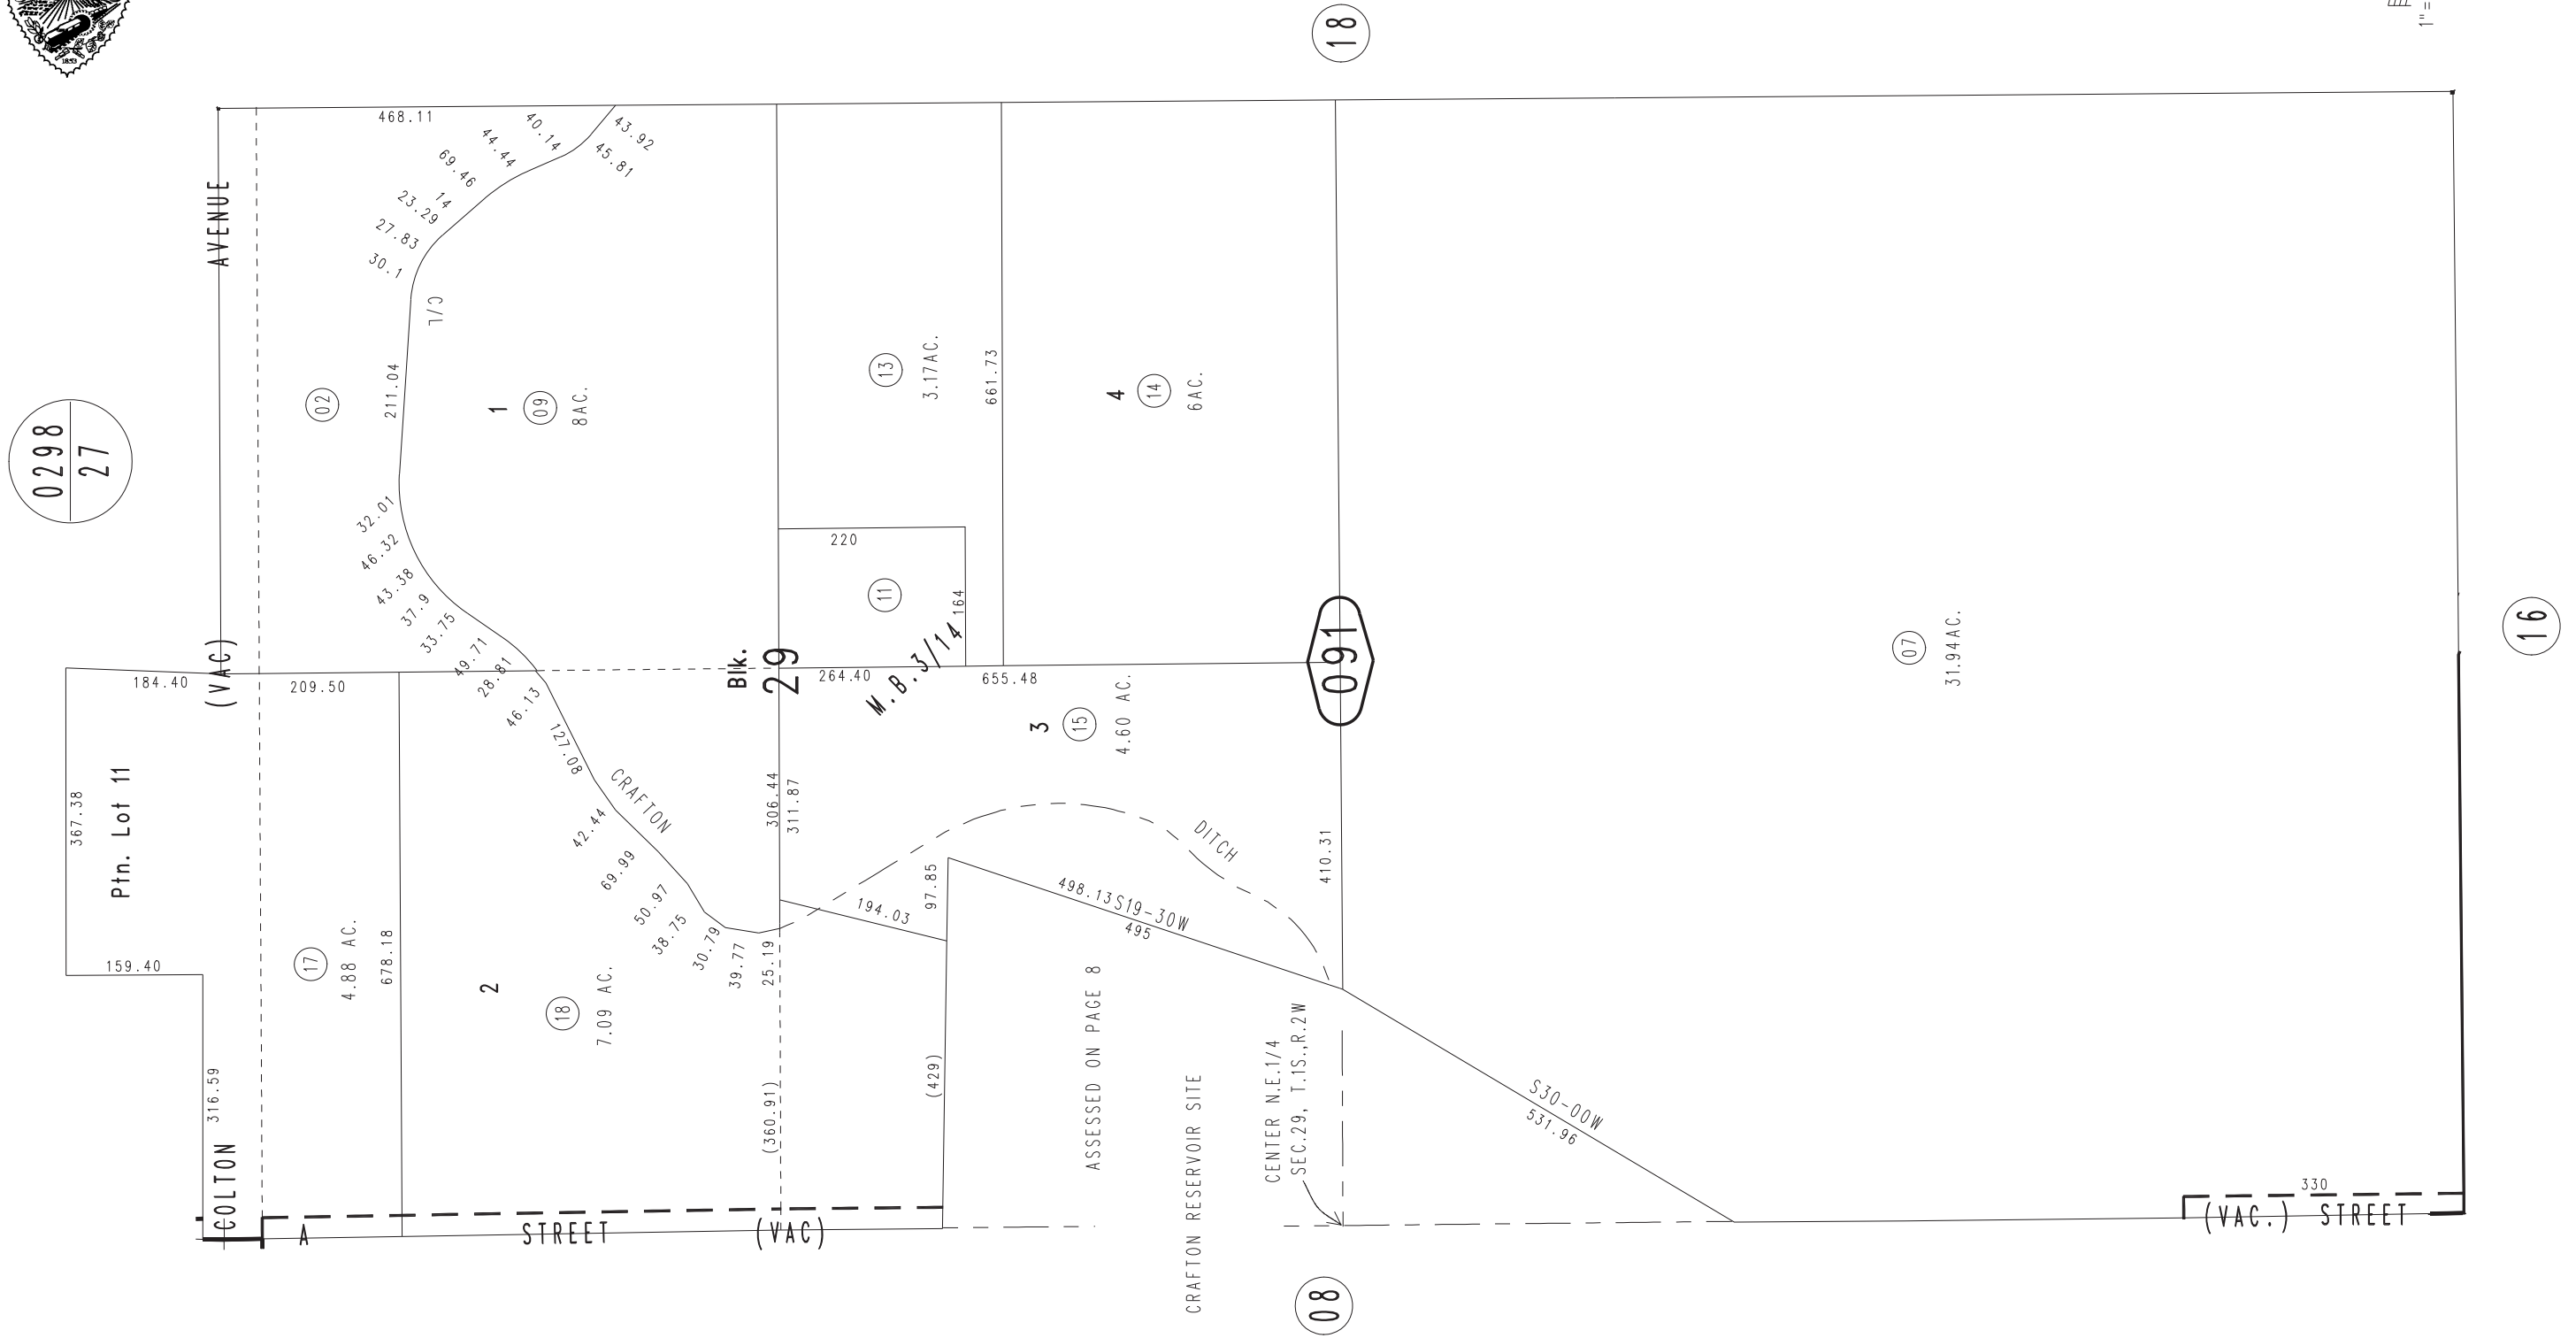 1853
18
1"=
0298
27
AVENUE
(VAC)
COLTON
468.11
40.14
44.44
69.46
14
23.29
27.83
30.1
43.92
45.81
C/L
211.04
02
1
09
8AC.
13
3.17AC.
661.73
4
14
6AC.
32.01
46.32
43.38
37.9
33.75
49.71
28.81
46.13
127.08
220
11
164
Blk.
29
M.B.3/14
091
07
31.94AC.
16
184.40
209.50
264.40
655.48
367.38
Ptn. Lot 11
159.40
316.59
17
4.88 AC.
678.18
2
18
7.09 AC.
CRAFTON
42.44
69.99
50.97
38.75
30.79
39.77
25.19
306.44
311.87
3
15
4.60 AC.
194.03
97.85
DITCH
410.31
498.13 S19-30W
495
(360.91)
(429)
ASSESSED ON PAGE 8
CRAFTON RESERVOIR SITE
CENTER N.E.1/4
SEC.29, T.1S.,R.2W
S30-00W
531.96
330
A STREET (VAC)
(VAC.) STREET
08